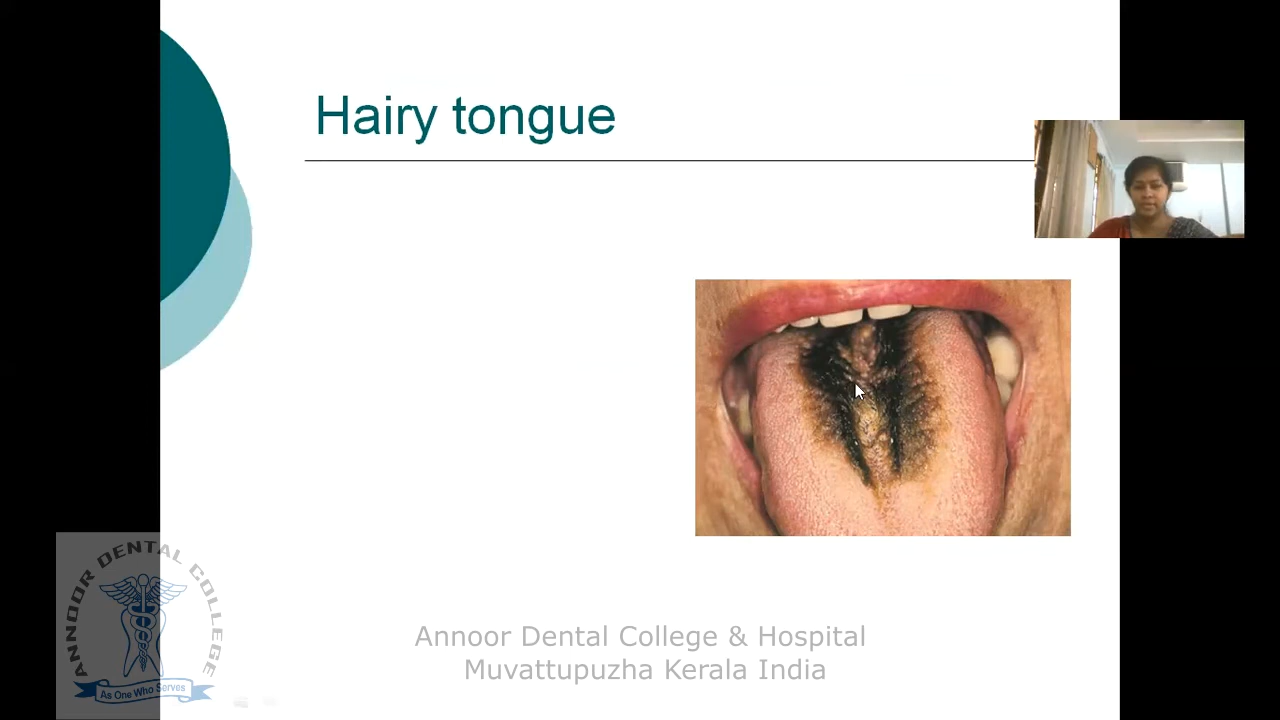 Hairy tongue
ANNOOR DENTAL COLLEGE
As One Who Serves
Annoor Dental College & Hospital
Muvattupuzha Kerala India